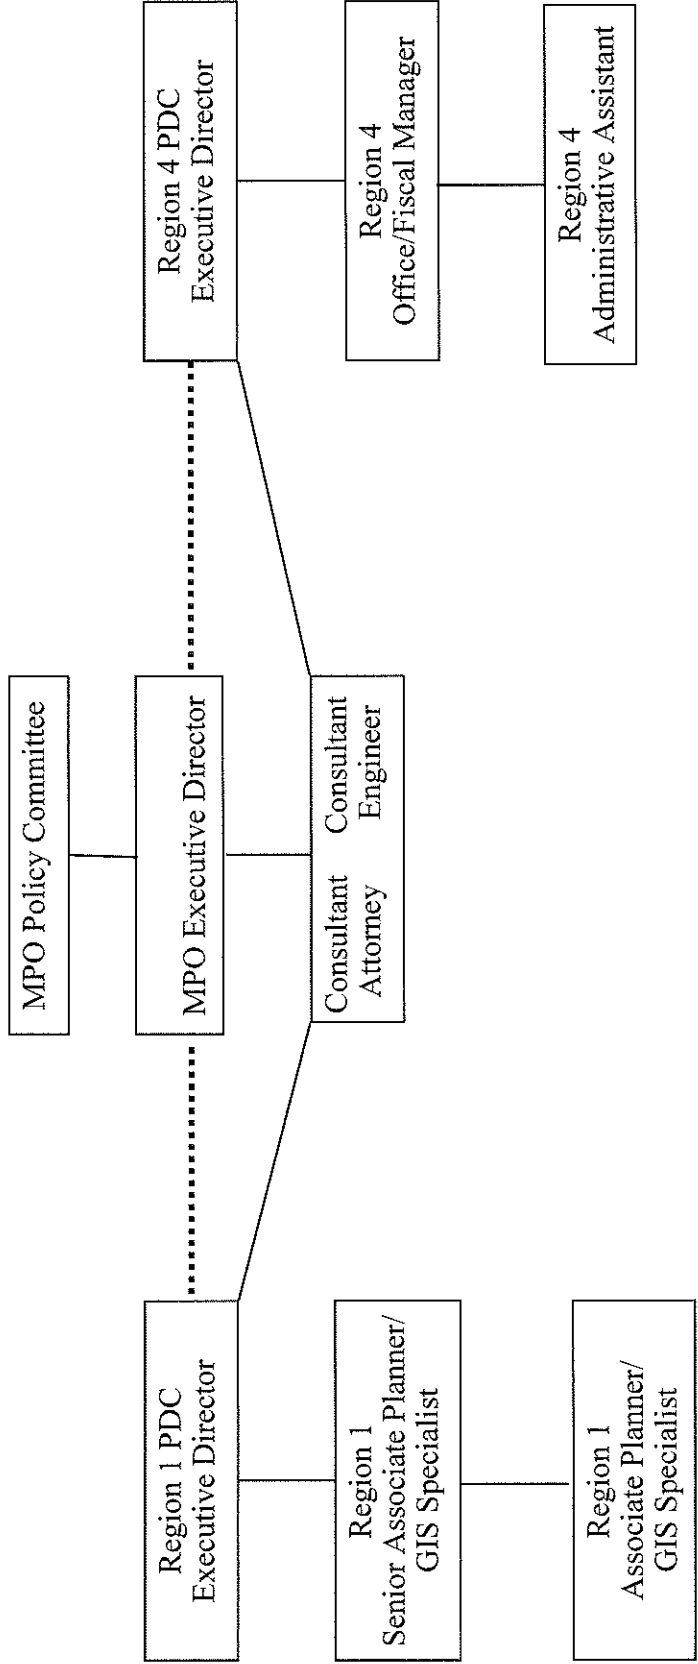 MPO Policy Committee
MPO Executive Director
Consultant
Attorney
Consultant
Engineer
Region 1 PDC
Executive Director
Region 1
Senior Associate Planner/
GIS Specialist
Region 1
Associate Planner/
GIS Specialist
Region 4 PDC
Executive Director
Region 4
Office/Fiscal Manager
Region 4
Administrative Assistant